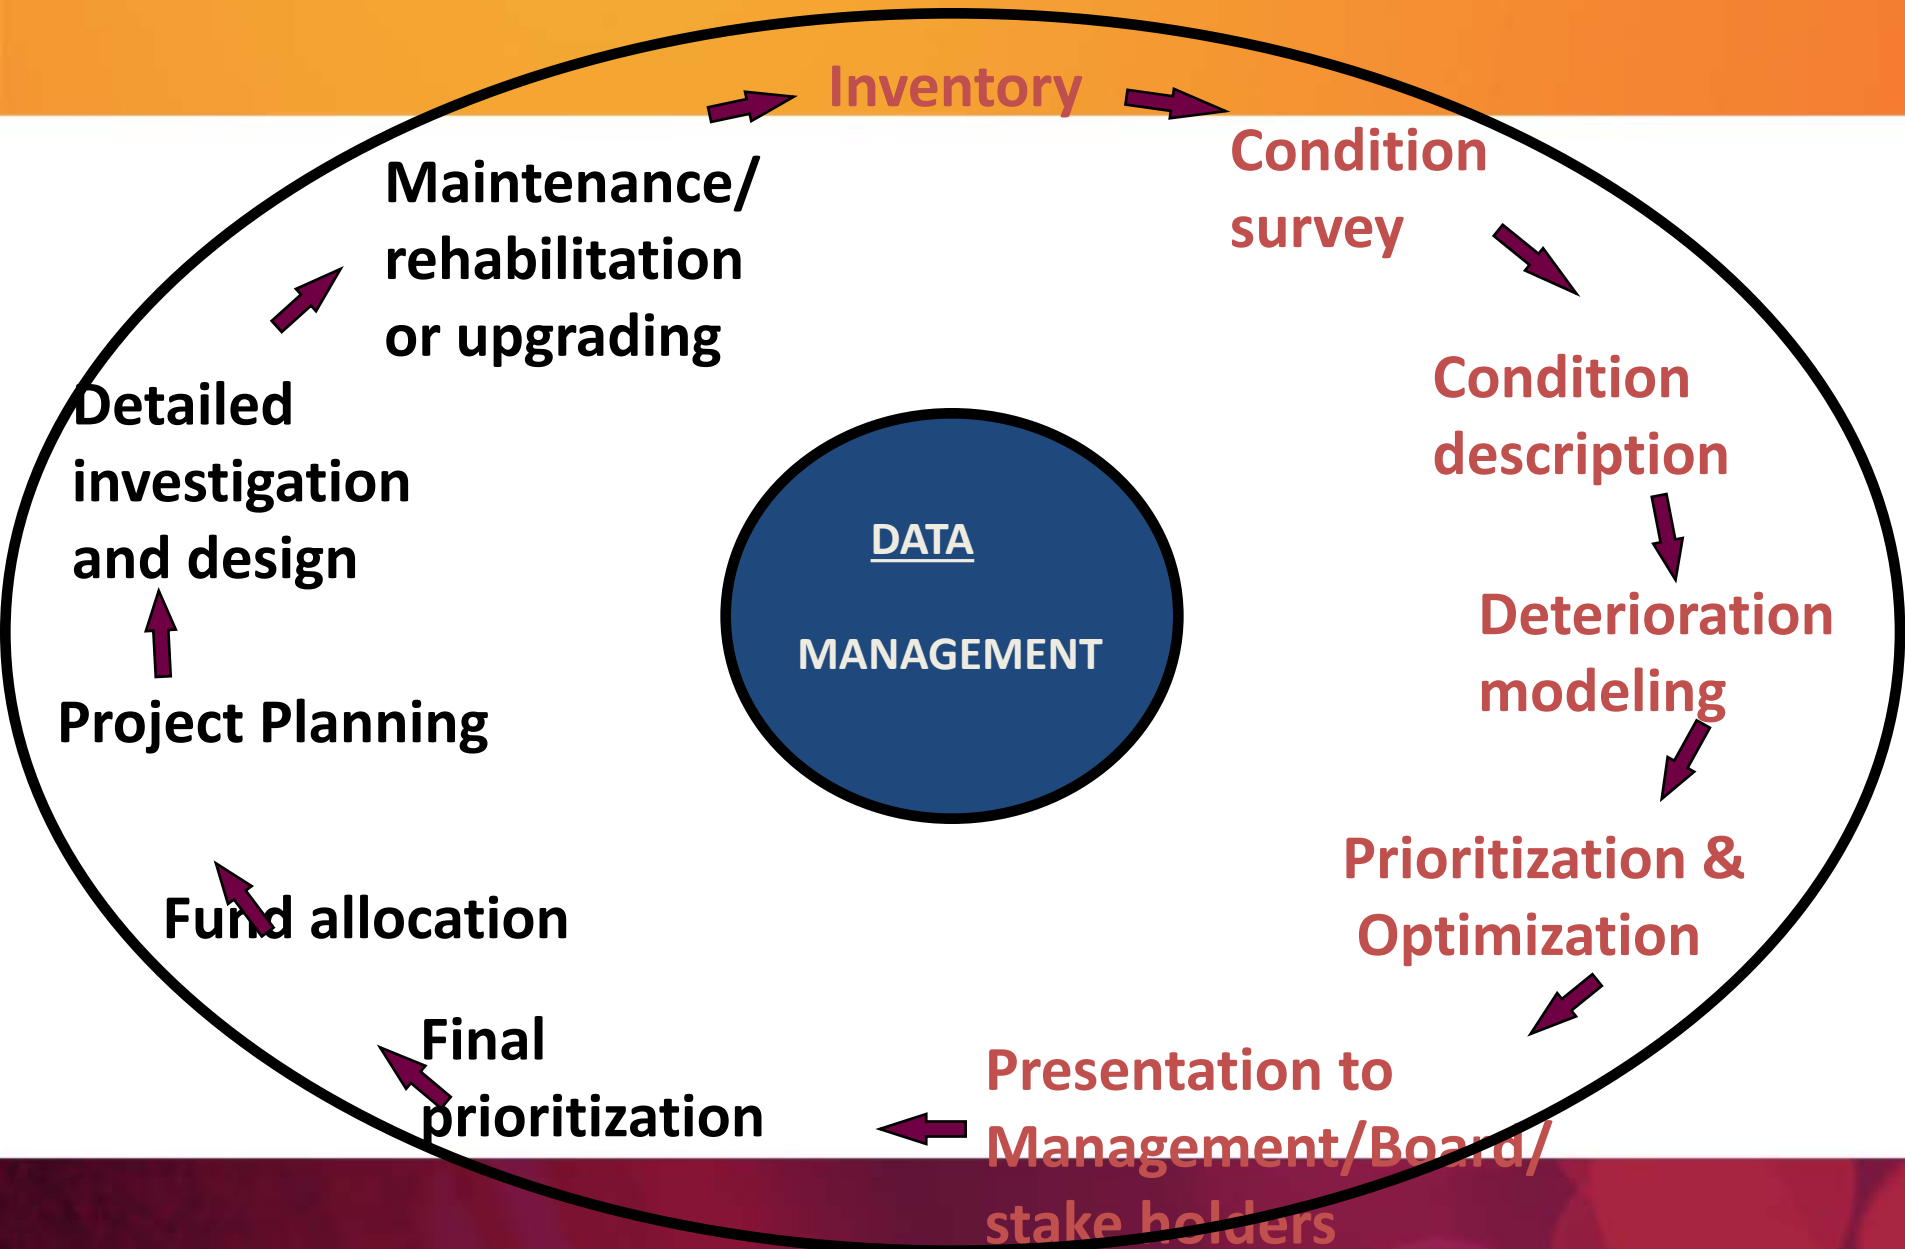 Inventory
Condition
survey
Condition
description
Deterioration
modeling
Prioritization &
Optimization
Presentation to
Management/Board/
stake holders
Final
prioritization
Fund allocation
Project Planning
Detailed
investigation
and design
Maintenance/
rehabilitation
or upgrading
DATA
MANAGEMENT